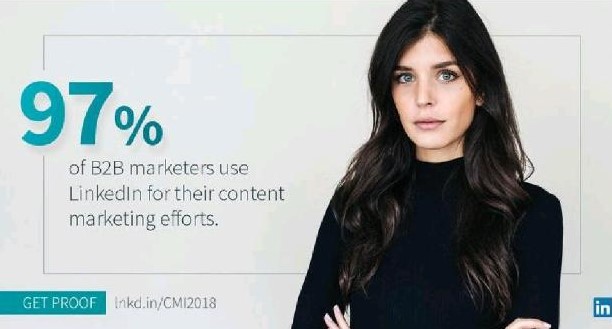 97%
of B2B marketers use
LinkedIn for their content
marketing efforts.
GET PROOF lnkd.in/CMI2018
in